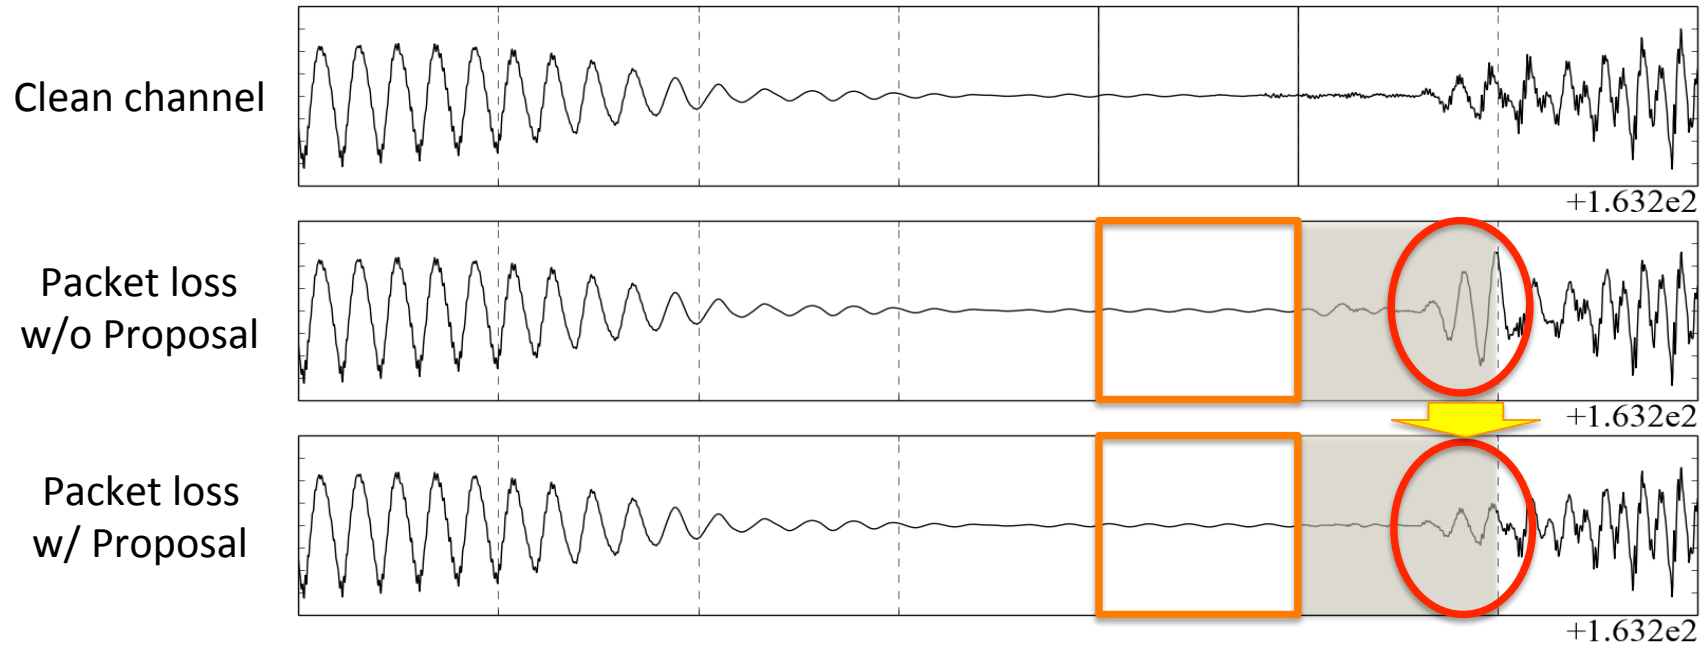 Clean channel
+1.632e2
Packet loss
w/o Proposal
+1.632e2
Packet loss
w/ Proposal
+1.632e2